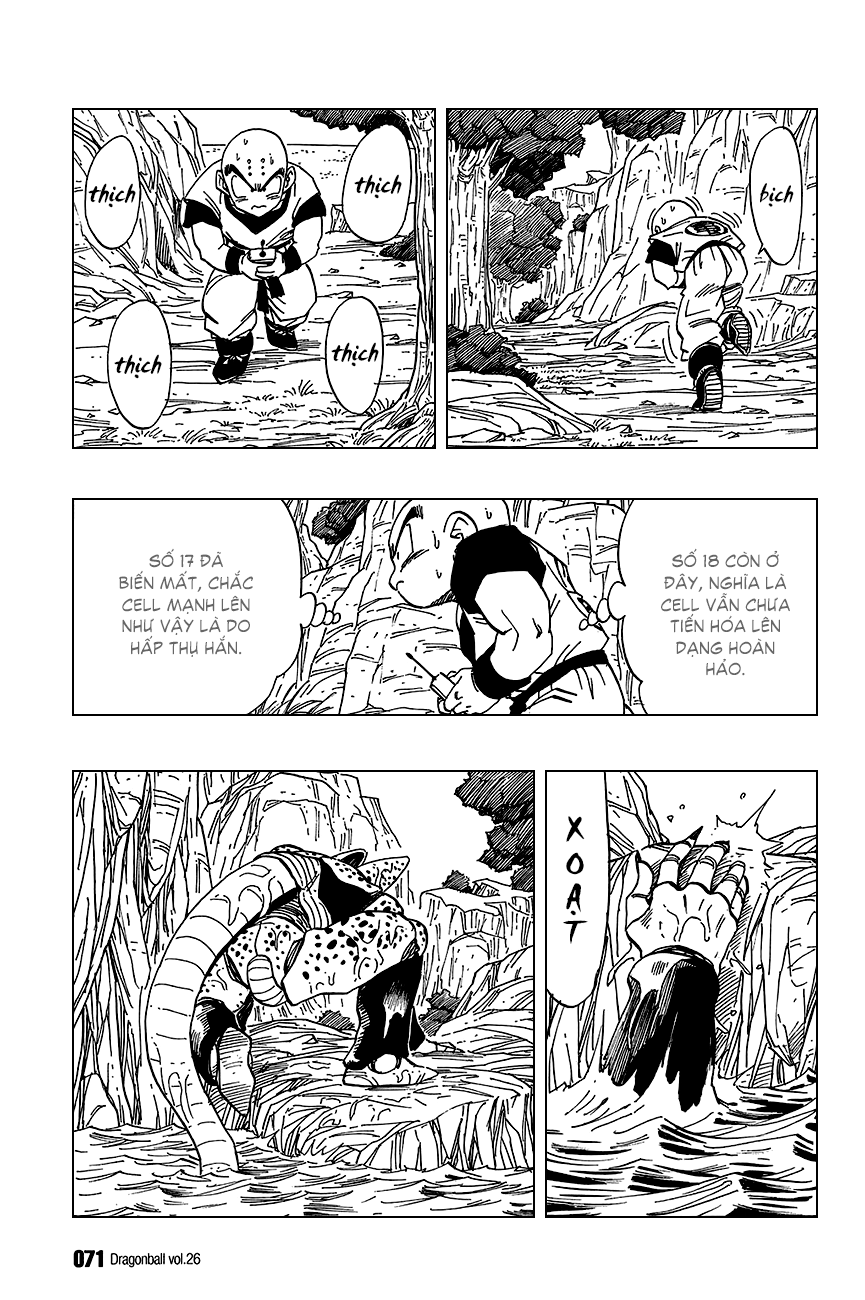 bịch
thịch
thịch
thịch
thịch
SỐ 18 CÒN Ở
ĐÂY, NGHĨA LÀ
CELL VẪN CHƯA
TIẾN HÓA LÊN
DẠNG HOÀN
HẢO.
SỐ 17 ĐÃ
BIẾN MẤT, CHẮC
CELL MẠNH LÊN
NHƯ VẬY LÀ DO
HẤP THỤ HẮN.
XOẠT
071 Dragonball vol.26